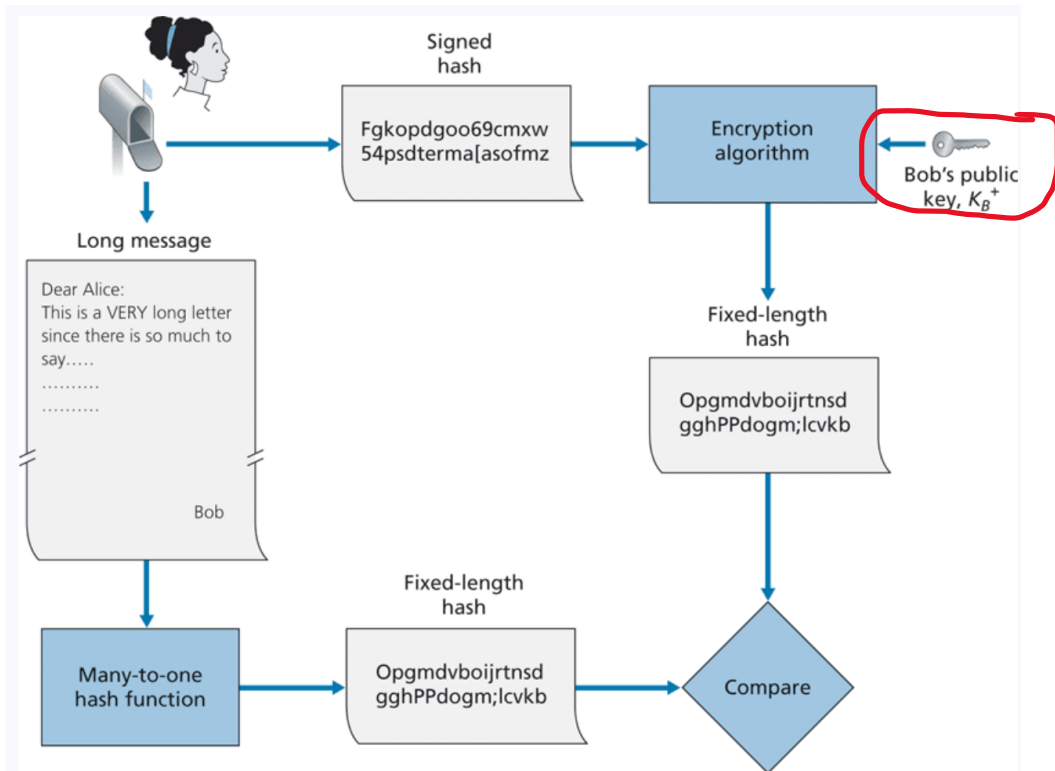 Signed
hash
Fgkopdgoo69cmxw
54psdterma[asofmz
Encryption
algorithm
Bob's public
key, K_B^+
Long message
Dear Alice:
This is a VERY long letter
since there is so much to
say.....
..........
..........
Bob
Fixed-length
hash
Opgmdvboijrtnsd
gghPPdogm;lcvkb
Many-to-one
hash function
Fixed-length
hash
Opgmdvboijrtnsd
gghPPdogm;lcvkb
Compare